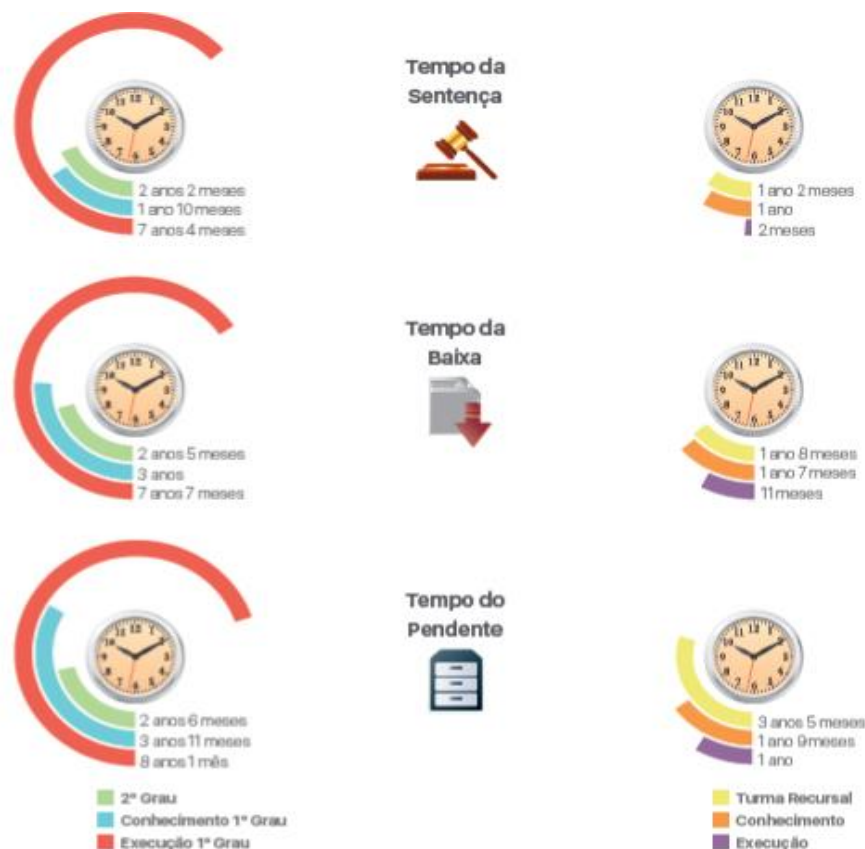 Tempo da
Sentença
2 anos 2 meses
1 ano 10 meses
7 anos 4 meses
1 ano 2 meses
1 ano
2 meses
Tempo da
Baixa
2 anos 5 meses
3 anos
7 anos 7 meses
1 ano 8 meses
1 ano 7 meses
11 meses
Tempo do
Pendente
2 anos 6 meses
3 anos 11 meses
8 anos 1 mês
3 anos 5 meses
1 ano 9 meses
1 ano
2° Grau
Conhecimento 1° Grau
Execução 1° Grau
Turma Recursal
Conhecimento
Execução